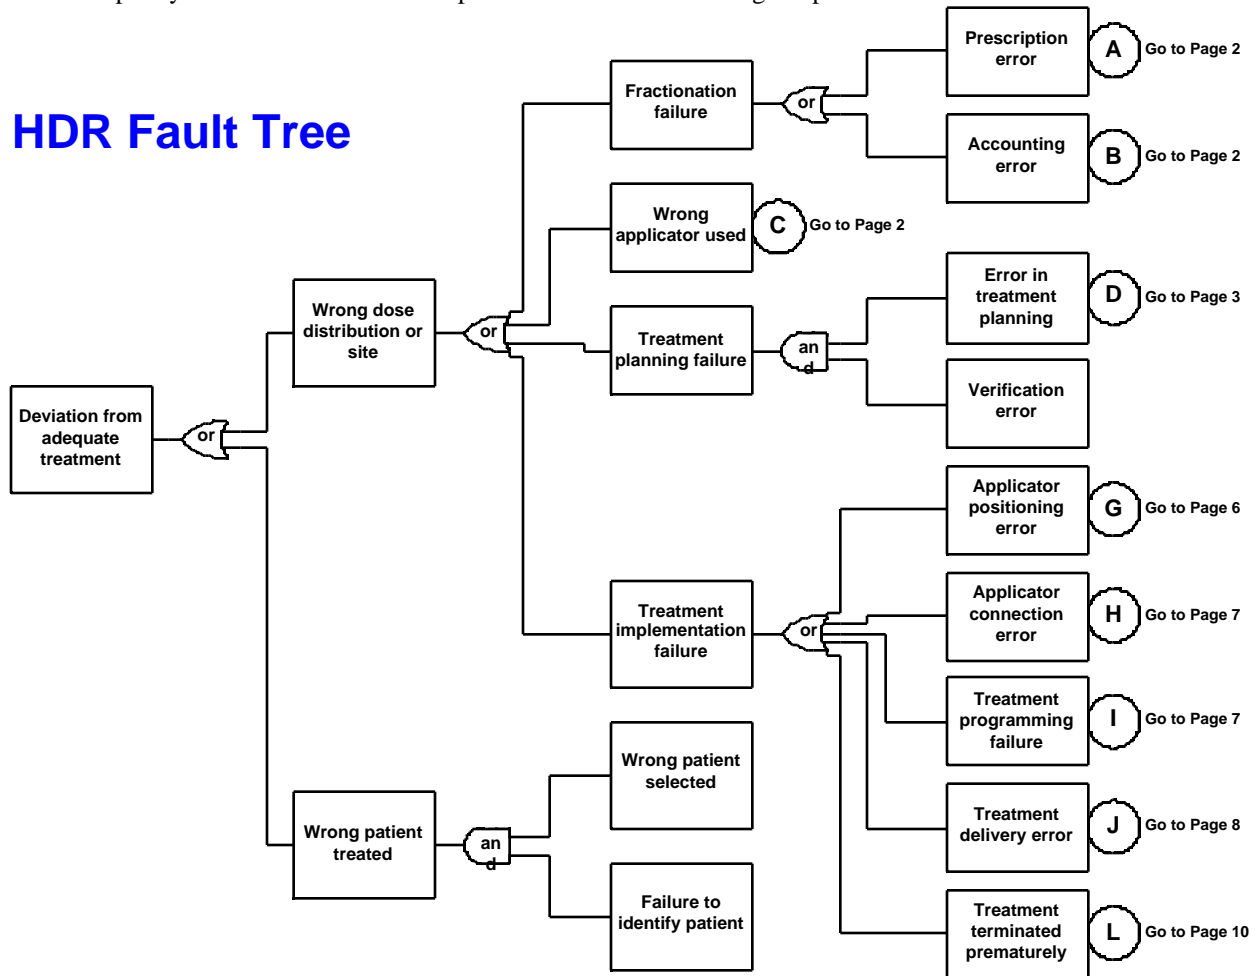 Prescription
error
A
Go to Page 2
Fractionation
failure
or
HDR Fault Tree
Accounting
error
B
Go to Page 2
Wrong
applicator used
C
Go to Page 2
Error in
treatment
planning
D
Go to Page 3
Wrong dose
distribution or
site
or
Treatment
planning failure
an
d
Verification
error
Deviation from
adequate
treatment
or
Applicator
positioning
error
G
Go to Page 6
Treatment
implementation
failure
or
Applicator
connection
error
H
Go to Page 7
Treatment
programming
failure
I
Go to Page 7
Wrong patient
selected
Treatment
delivery error
J
Go to Page 8
Wrong patient
treated
an
d
Failure to
identify patient
Treatment
terminated
prematurely
L
Go to Page 10